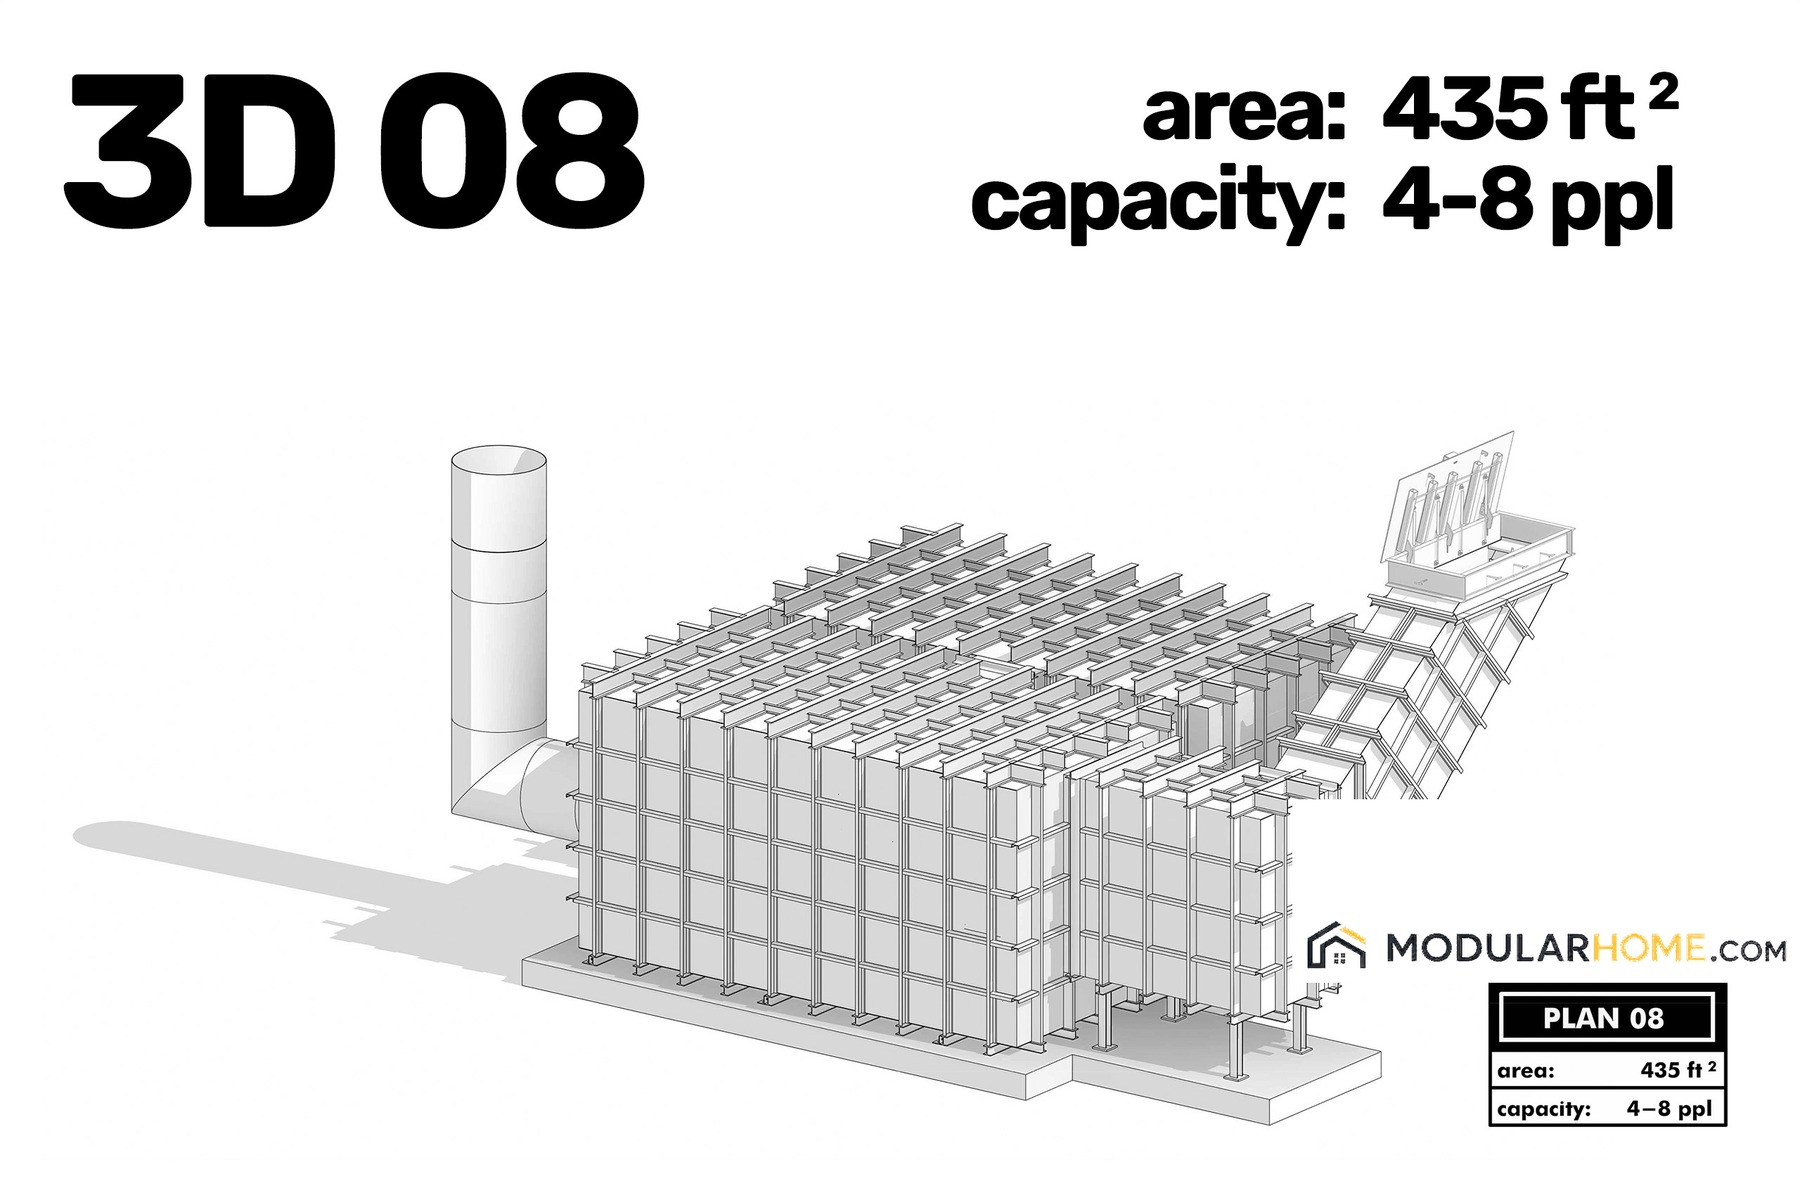 3D 08
area: 435 ft ²
capacity: 4-8 ppl
MODULARHOME.COM
PLAN 08
area: 435 ft ²
capacity: 4–8 ppl